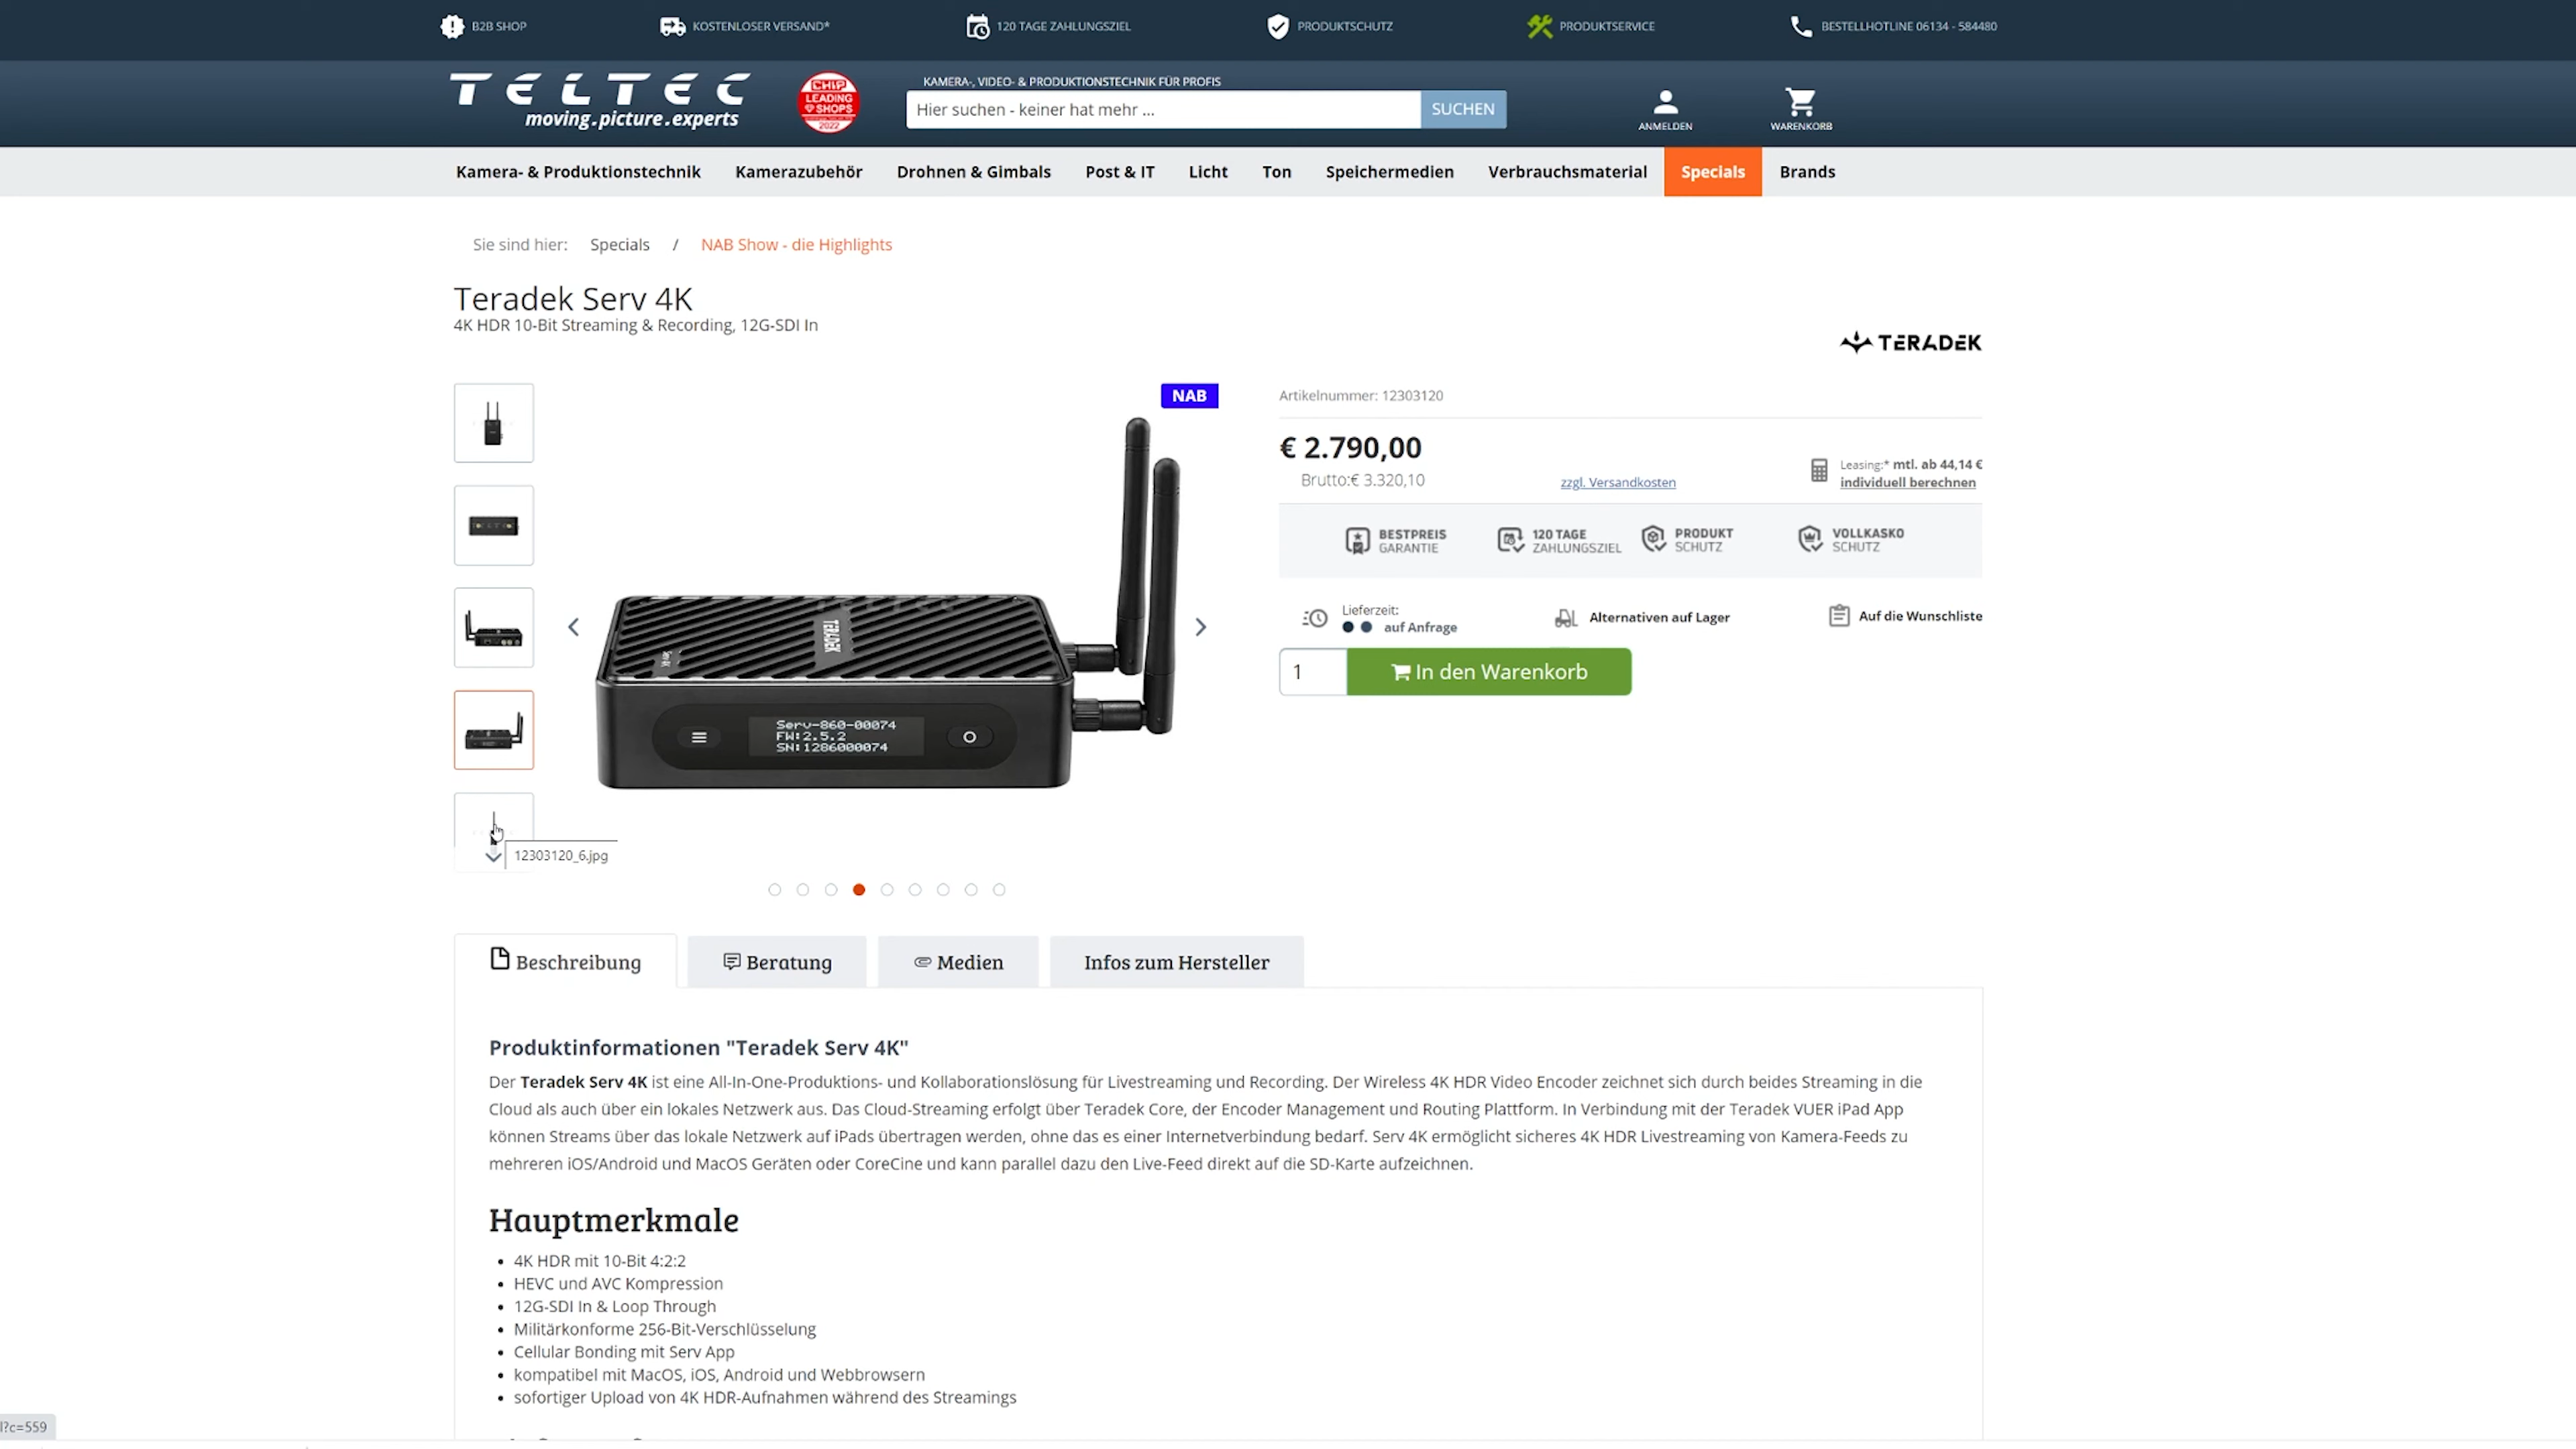 B2B SHOP
KOSTENLOSER VERSAND*
120 TAGE ZAHLUNGSZIEL
PRODUKTSCHUTZ
PRODUKTSERVICE
BESTELLHOTLINE 06134 - 584480
TELTEC
moving.picture.experts
CHIP
LEADING
SHOPS
2022
KAMERA-, VIDEO- & PRODUKTIONSTECHNIK FÜR PROFIS
Hier suchen - keiner hat mehr ...
SUCHEN
ANMELDEN
WARENKORB
Kamera- & Produktionstechnik
Kamerazubehör
Drohnen & Gimbals
Post & IT
Licht
Ton
Speichermedien
Verbrauchsmaterial
Specials
Brands
Sie sind hier: Specials / NAB Show - die Highlights
Teradek Serv 4K
4K HDR 10-Bit Streaming & Recording, 12G-SDI In
TERADEK
NAB
TELTEC
TERADEK
Serv 4K
Serv-860-00074
FW:2.5.2
SN:1286000074
12303120_6.jpg
Artikelnummer: 12303120
€ 2.790,00
Brutto:€ 3.320,10
zzgl. Versandkosten
Leasing:* mtl. ab 44,14 €
individuell berechnen
BESTPREIS
GARANTIE
120 TAGE
ZAHLUNGSZIEL
PRODUKT
SCHUTZ
VOLLKASKO
SCHUTZ
Lieferzeit:
auf Anfrage
Alternativen auf Lager
Auf die Wunschliste
1
In den Warenkorb
Beschreibung
Beratung
Medien
Infos zum Hersteller
Produktinformationen "Teradek Serv 4K"
Der Teradek Serv 4K ist eine All-In-One-Produktions- und Kollaborationslösung für Livestreaming und Recording. Der Wireless 4K HDR Video Encoder zeichnet sich durch beides Streaming in die
Cloud als auch über ein lokales Netzwerk aus. Das Cloud-Streaming erfolgt über Teradek Core, der Encoder Management und Routing Plattform. In Verbindung mit der Teradek VUER iPad App
können Streams über das lokale Netzwerk auf iPads übertragen werden, ohne das es einer Internetverbindung bedarf. Serv 4K ermöglicht sicheres 4K HDR Livestreaming von Kamera-Feeds zu
mehreren iOS/Android und MacOS Geräten oder CoreCine und kann parallel dazu den Live-Feed direkt auf die SD-Karte aufzeichnen.
Hauptmerkmale
• 4K HDR mit 10-Bit 4:2:2
• HEVC und AVC Kompression
• 12G-SDI In & Loop Through
• Militärkonforme 256-Bit-Verschlüsselung
• Cellular Bonding mit Serv App
• kompatibel mit MacOS, iOS, Android und Webbrowsern
• sofortiger Upload von 4K HDR-Aufnahmen während des Streamings
l?c=559